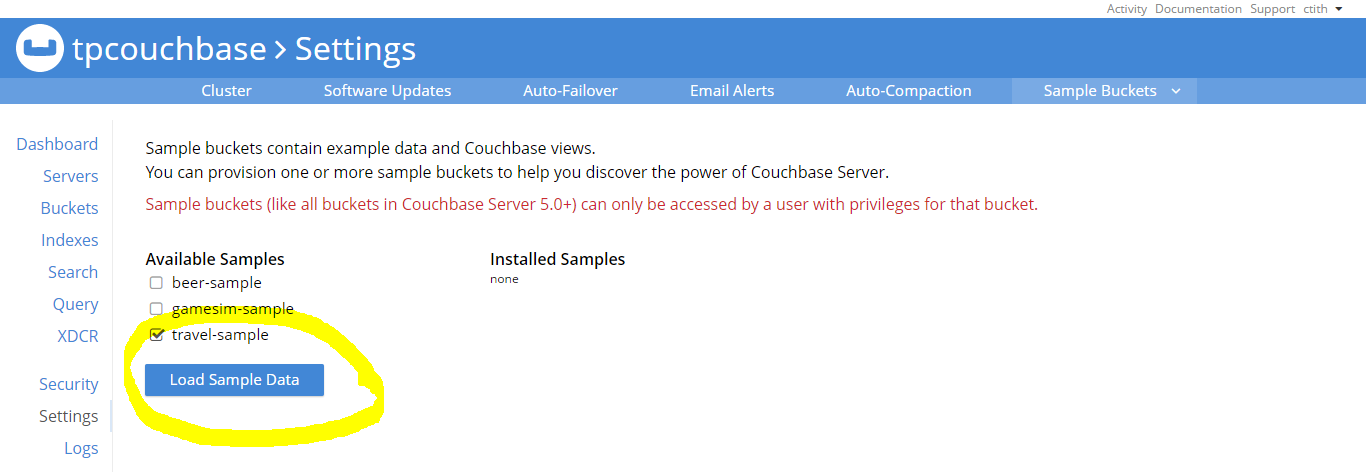 Activity Documentation Support ctith
tpcouchbase > Settings
Cluster Software Updates Auto-Failover Email Alerts Auto-Compaction Sample Buckets
Dashboard
Servers
Buckets
Indexes
Search
Query
XDCR
Security
Settings
Logs
Sample buckets contain example data and Couchbase views.
You can provision one or more sample buckets to help you discover the power of Couchbase Server.
Sample buckets (like all buckets in Couchbase Server 5.0+) can only be accessed by a user with privileges for that bucket.
Available Samples
beer-sample
gamesim-sample
travel-sample
Load Sample Data
Installed Samples
none